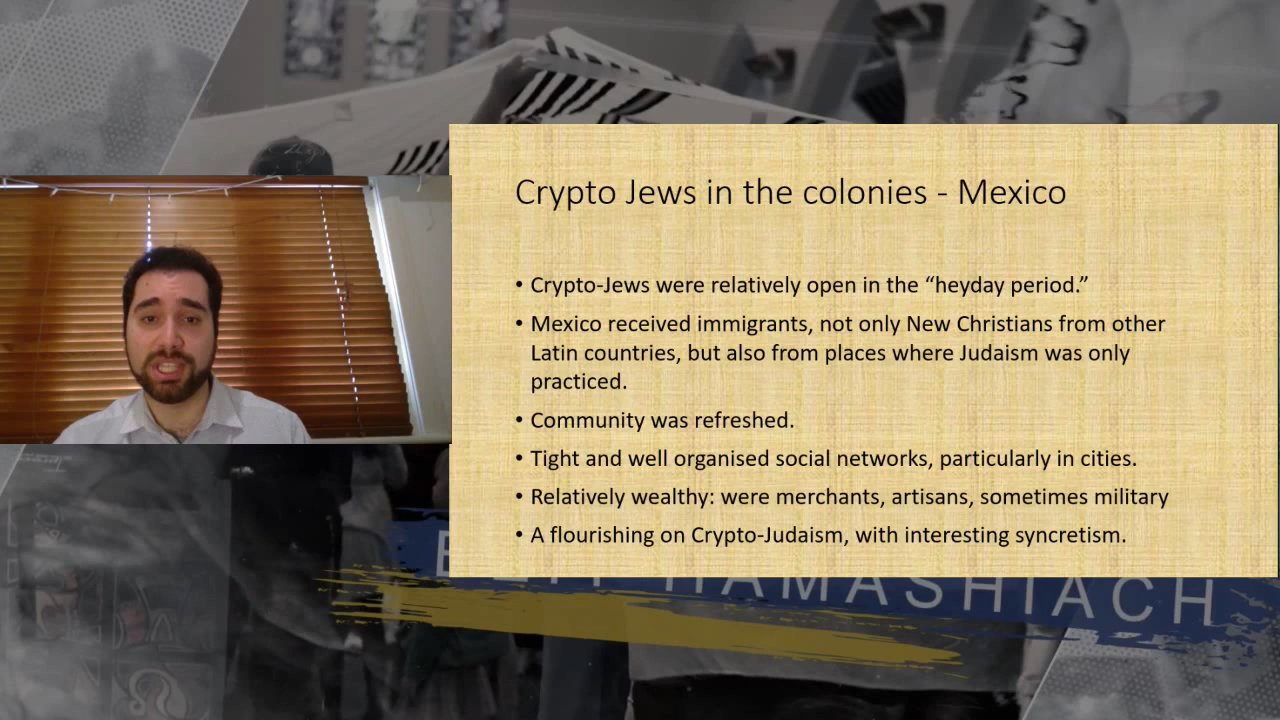 Crypto Jews in the colonies - Mexico
• Crypto-Jews were relatively open in the “heyday period.”
• Mexico received immigrants, not only New Christians from other
Latin countries, but also from places where Judaism was only
practiced.
• Community was refreshed.
• Tight and well organised social networks, particularly in cities.
• Relatively wealthy: were merchants, artisans, sometimes military
• A flourishing on Crypto-Judaism, with interesting syncretism.
HAMASHIACH